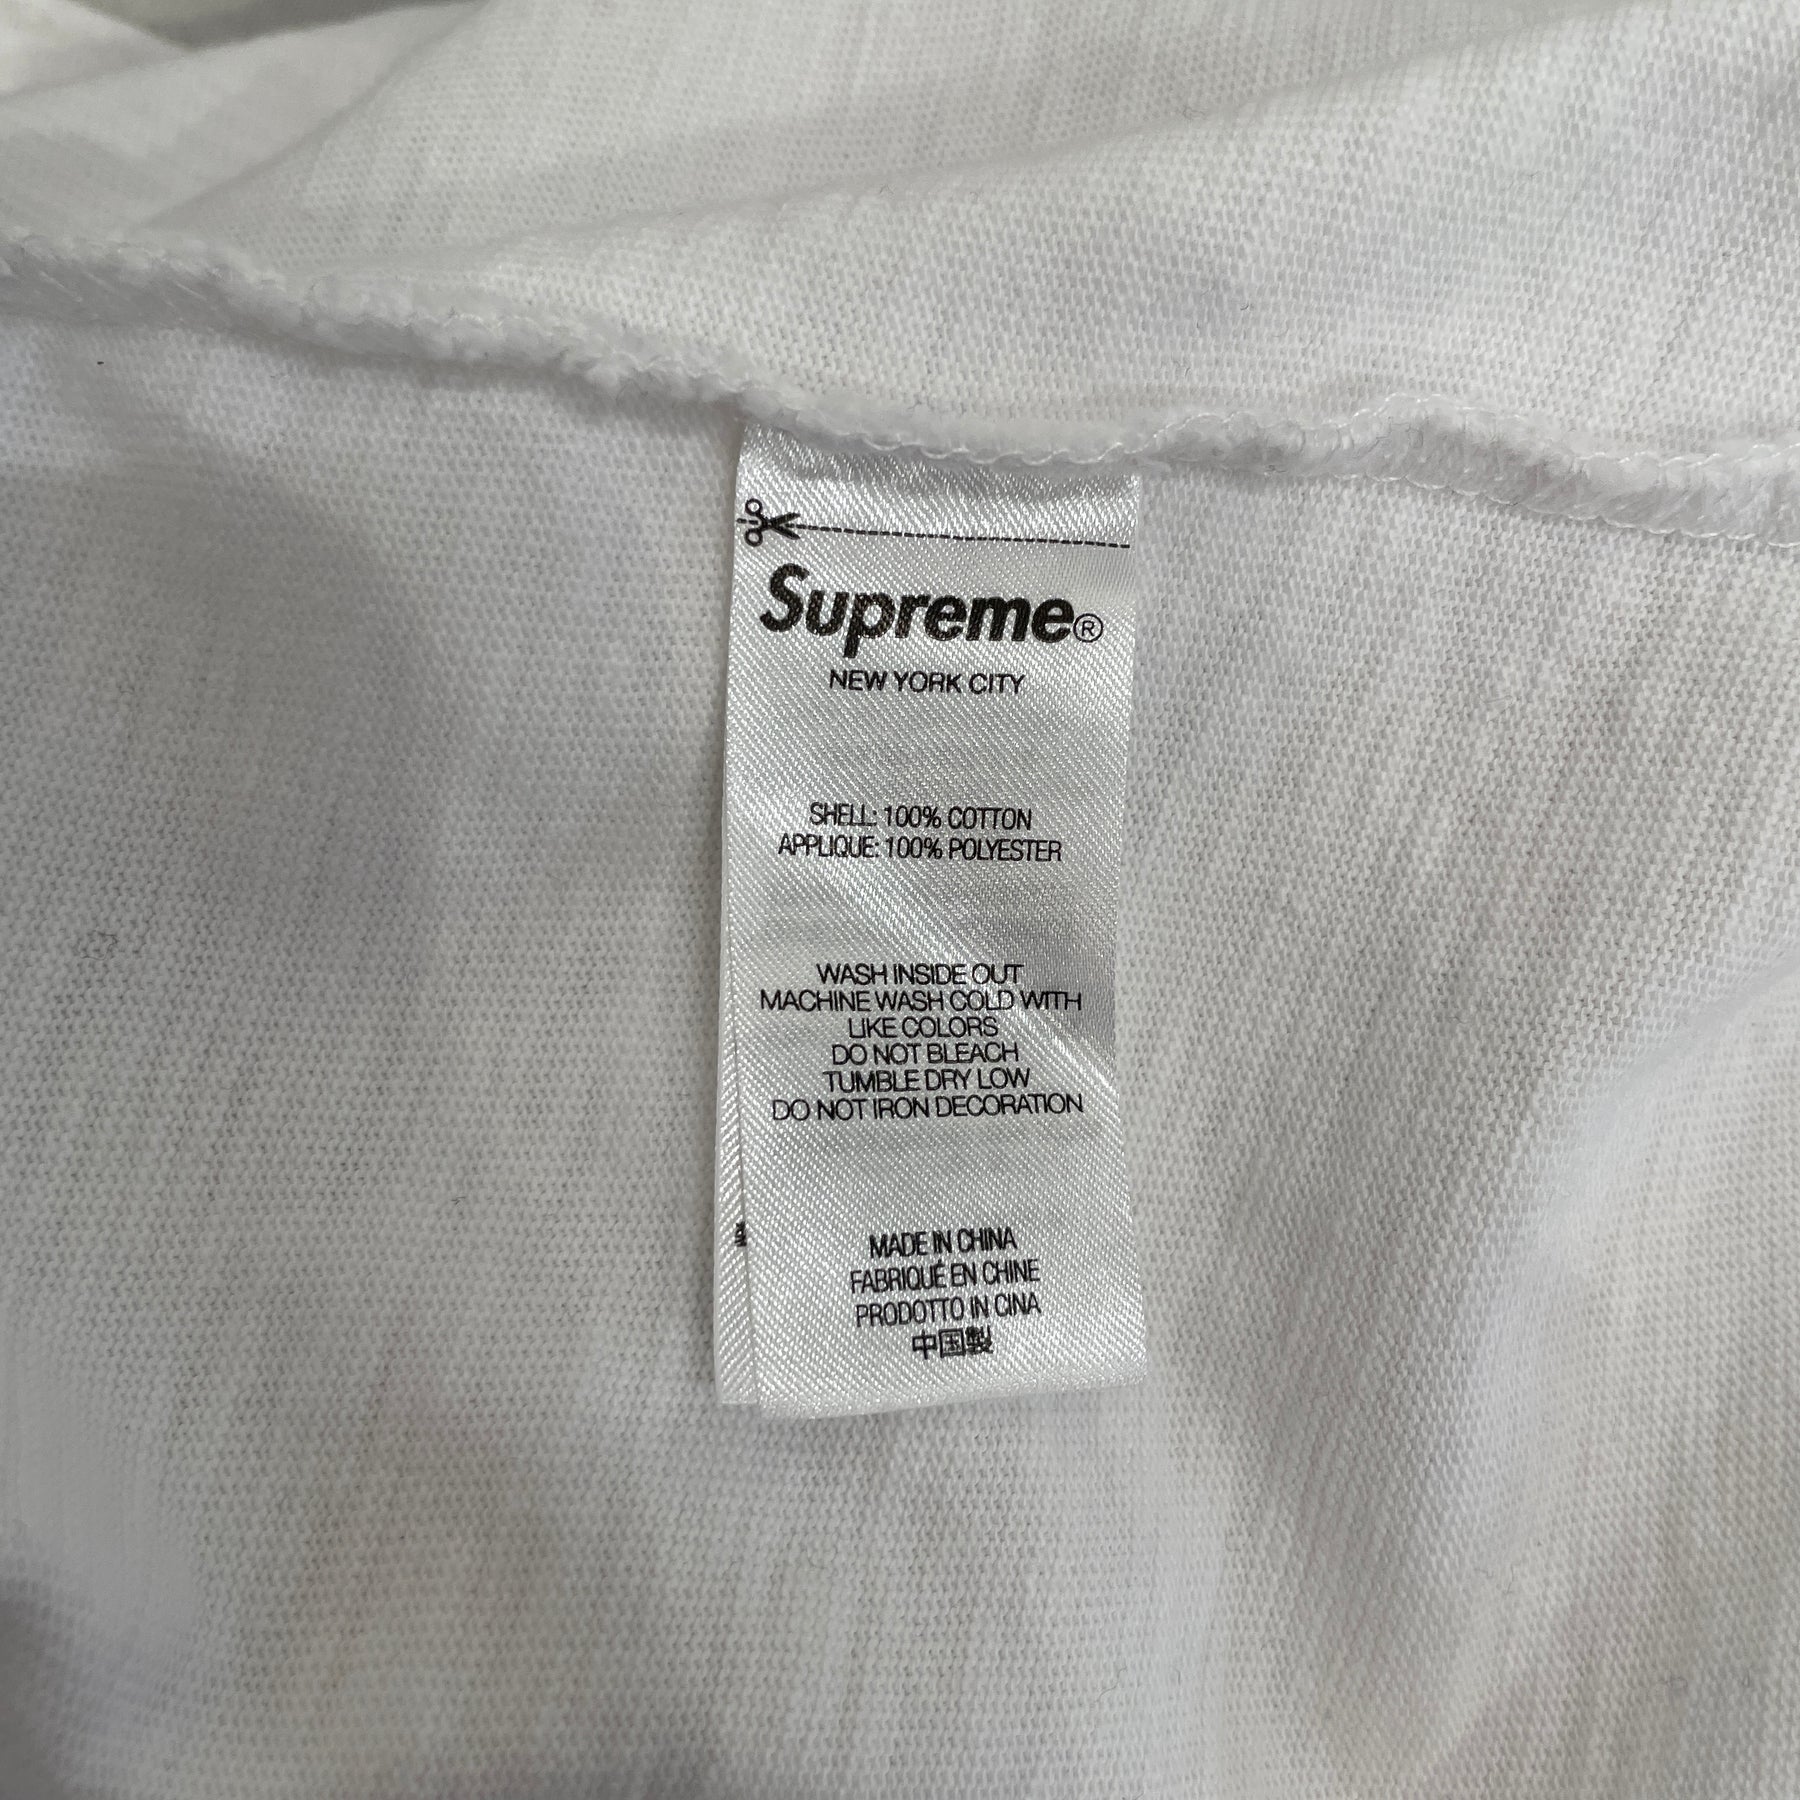 Supreme®
NEW YORK CITY
SHELL: 100% COTTON
APPLIQUE: 100% POLYESTER
WASH INSIDE OUT
MACHINE WASH COLD WITH
LIKE COLORS
DO NOT BLEACH
TUMBLE DRY LOW
DO NOT IRON DECORATION
MADE IN CHINA
FABRIQUÉ EN CHINE
PRODOTTO IN CINA
中国製